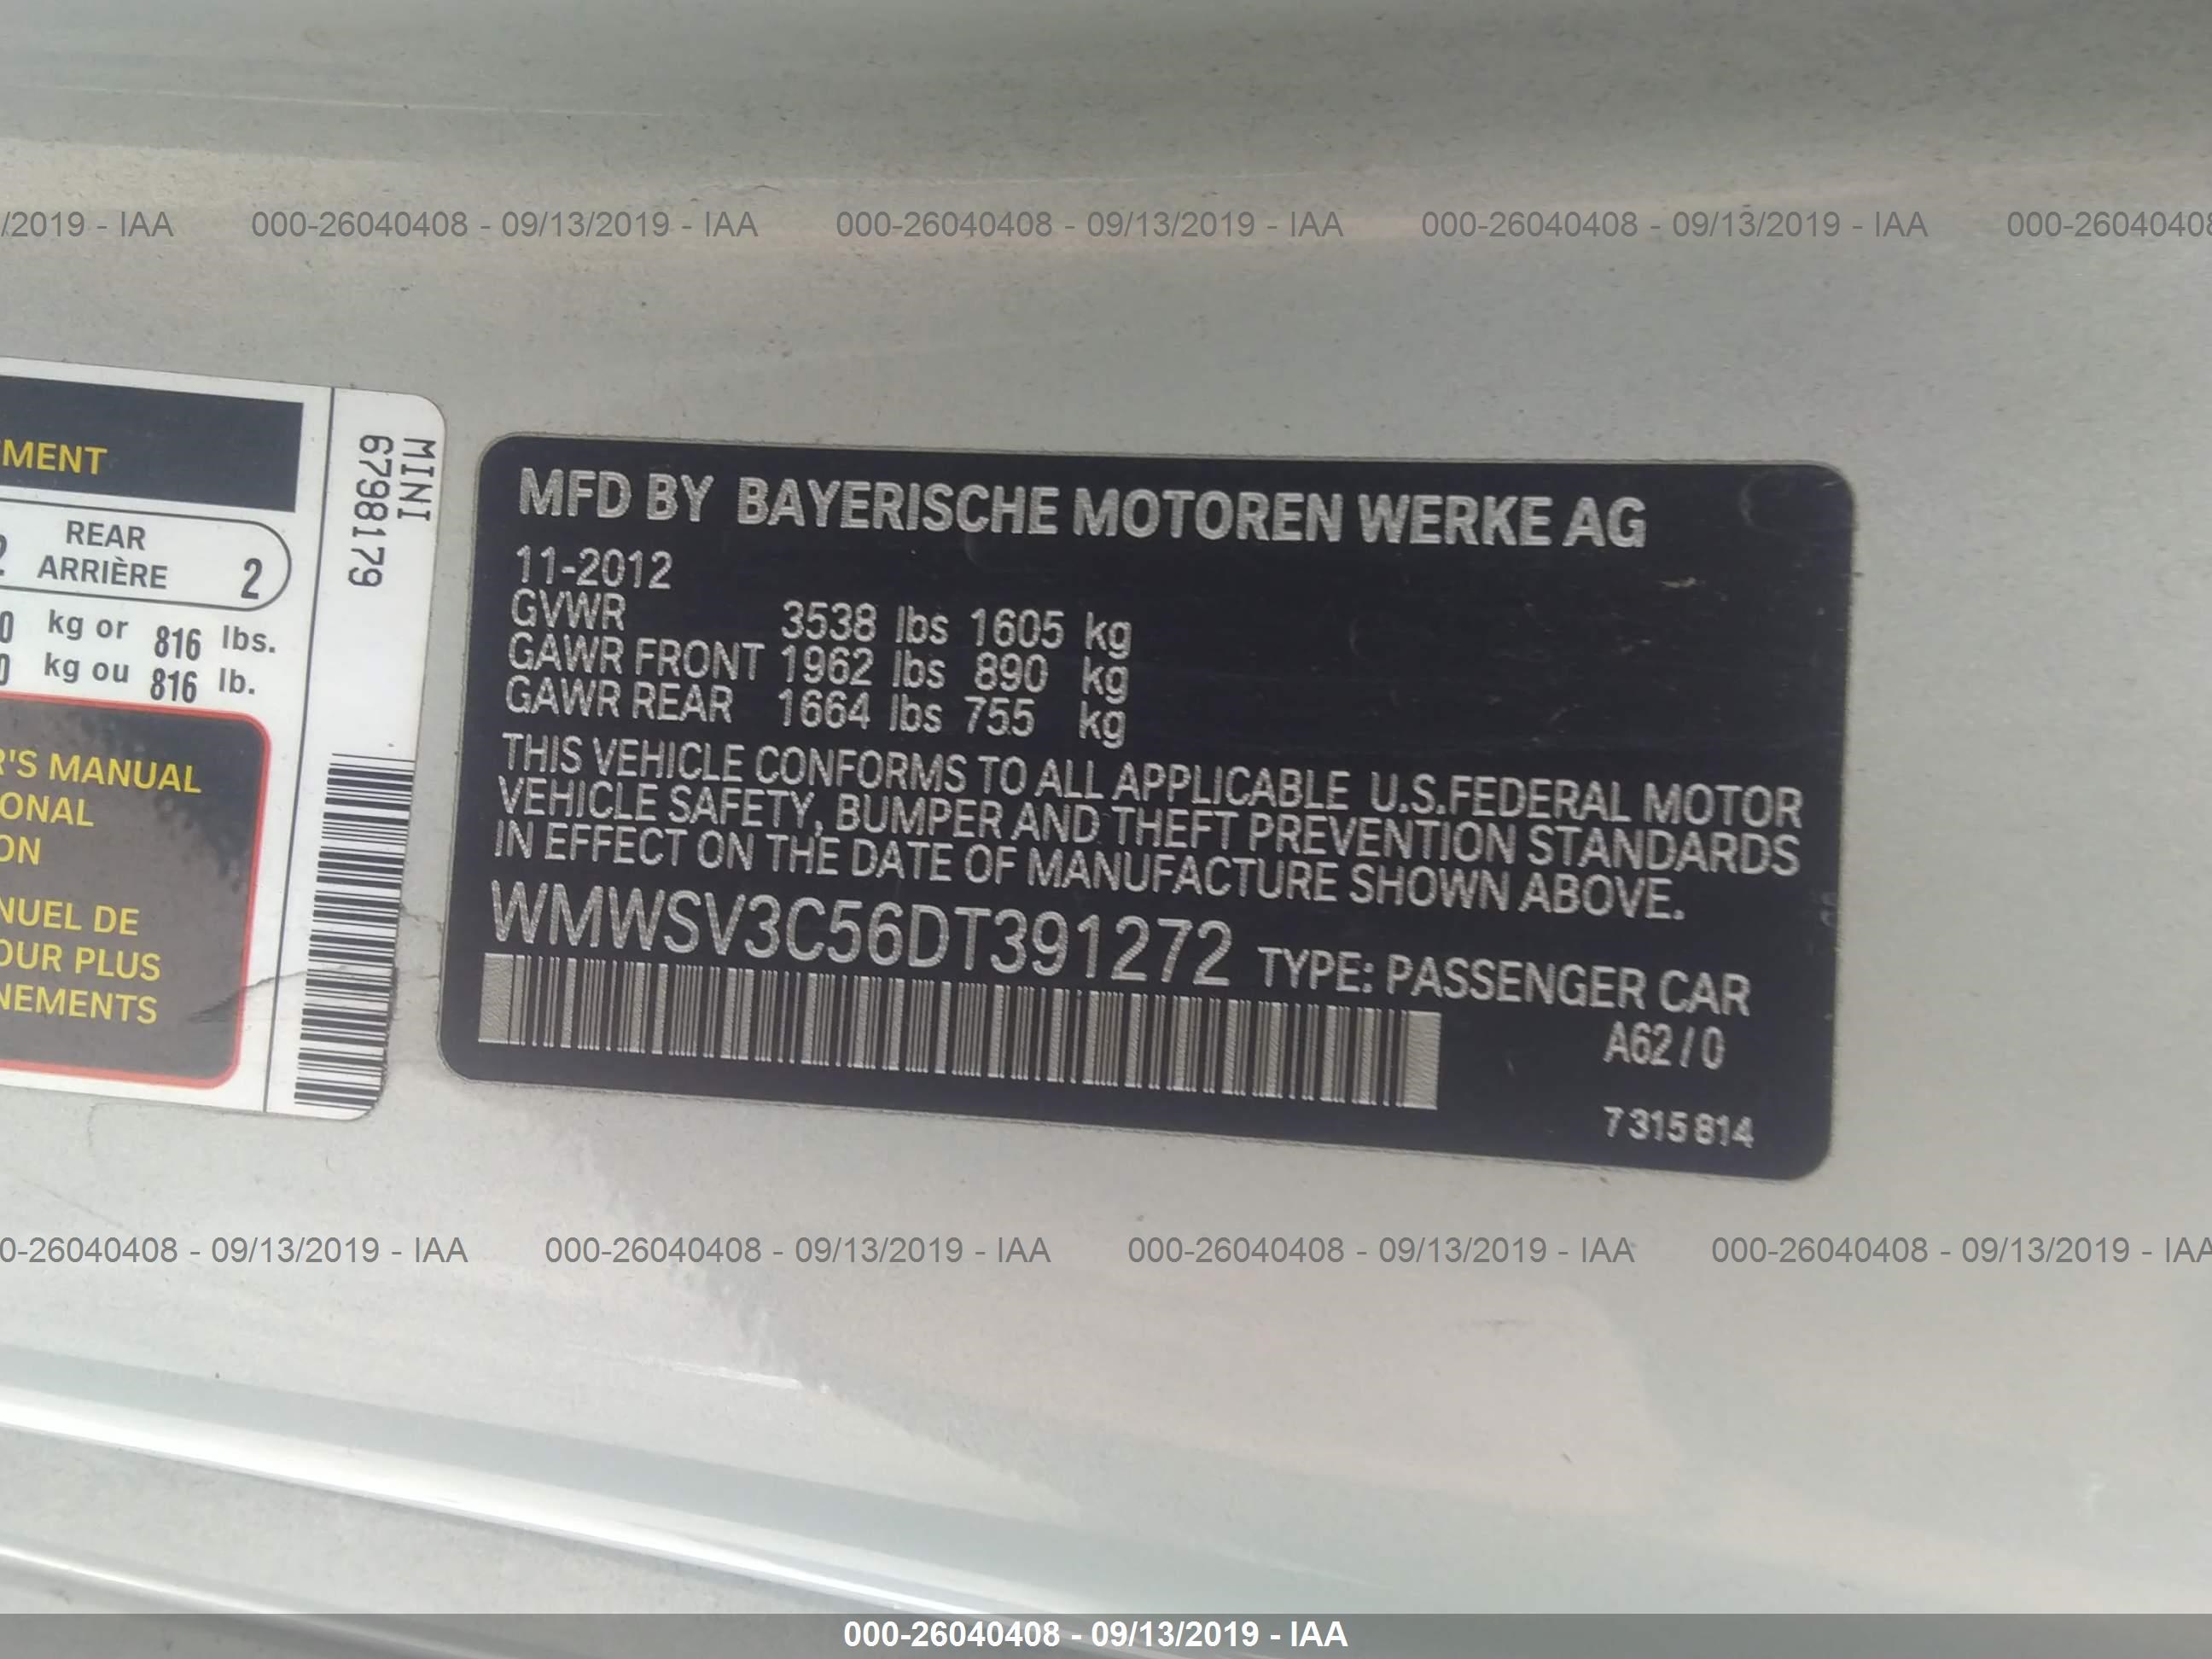 /2019 - IAA 000-26040408 - 09/13/2019 - IAA 000-26040408 - 09/13/2019 - IAA 000-26040408 - 09/13/2019 - IAA 000-26040408
MENT
REAR
ARRIÈRE 2
kg or 816 lbs.
kg ou 816 lb.
R'S MANUAL
ONAL
ON
NUEL DE
OUR PLUS
NEMENTS
MINI
6798179
MFD BY BAYERISCHE MOTOREN WERKE AG
11-2012
GVWR 3538 lbs 1605 kg
GAWR FRONT 1962 lbs 890 kg
GAWR REAR 1664 lbs 755 kg
THIS VEHICLE CONFORMS TO ALL APPLICABLE U.S.FEDERAL MOTOR
VEHICLE SAFETY, BUMPER AND THEFT PREVENTION STANDARDS
IN EFFECT ON THE DATE OF MANUFACTURE SHOWN ABOVE.
WMWSV3C56DT391272 TYPE: PASSENGER CAR
A62 / 0
7 315 814
0-26040408 - 09/13/2019 - IAA 000-26040408 - 09/13/2019 - IAA 000-26040408 - 09/13/2019 - IAA 000-26040408 - 09/13/2019 - IAA
000-26040408 - 09/13/2019 - IAA